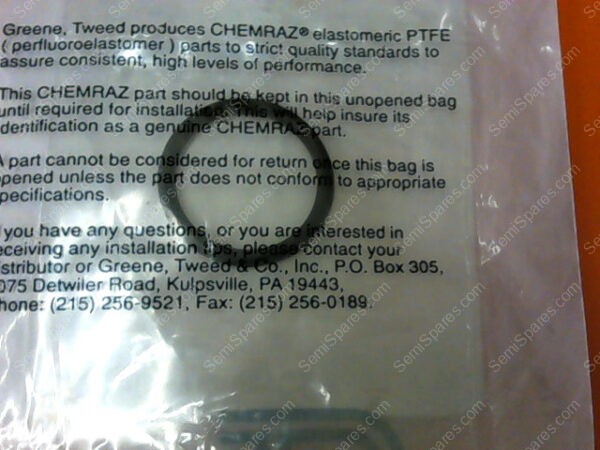 Greene, Tweed produces CHEMRAZ® elastomeric PTFE
( perfluoroelastomer ) parts to strict quality standards to
assure consistent, high levels of performance.
This CHEMRAZ part should be kept in this unopened bag
until required for installation. This will help insure its
identification as a genuine CHEMRAZ part.
A part cannot be considered for return once this bag is
opened unless the part does not conform to appropriate
specifications.
f you have any questions, or you are interested in
eceiving any installation tips, please contact your
istributor or Greene, Tweed & Co., Inc., P.O. Box 305,
075 Detwiler Road, Kulpsville, PA 19443,
hone: (215) 256-9521, Fax: (215) 256-0189.
SemiSpares.com